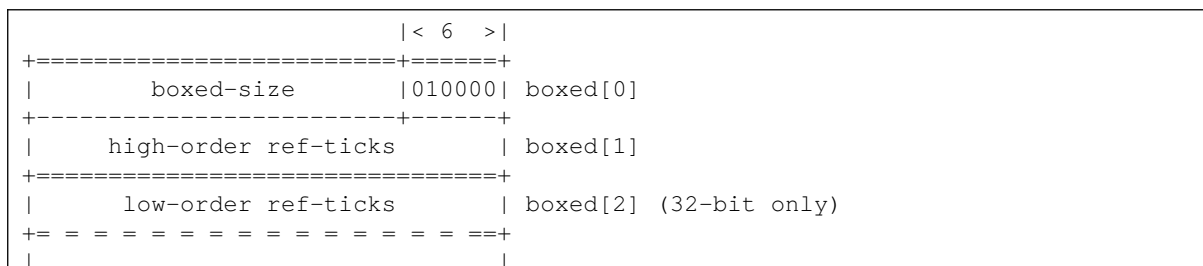 |< 6  >|
+=========================+======+
|        boxed-size       |010000| boxed[0]
+-------------------------+------+
|     high-order ref-ticks       | boxed[1]
+================================+
|      low-order ref-ticks       | boxed[2] (32-bit only)
+= = = = = = = = = = = = = = = ==+
|                                |